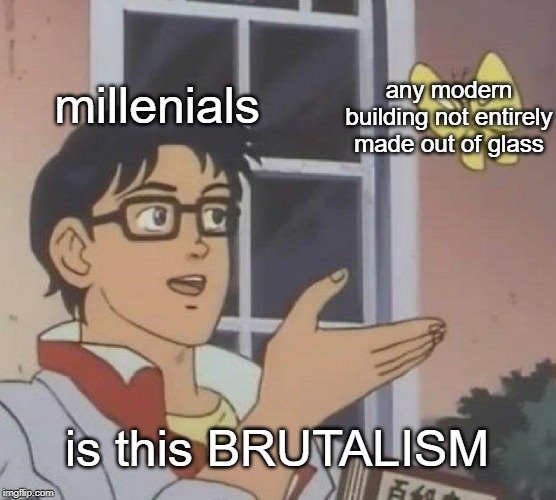 millenials
any modern
building not entirely
made out of glass
is this BRUTALISM
imgflip.com